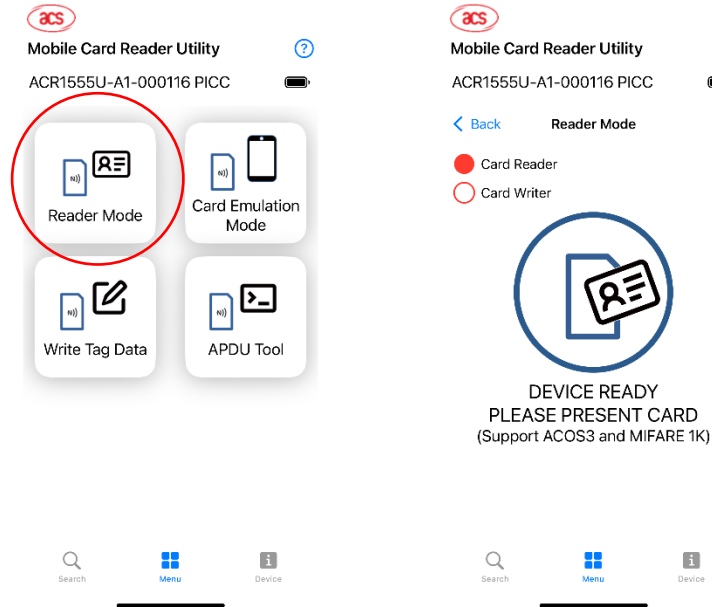 acs
Mobile Card Reader Utility
?
ACR1555U-A1-000116 PICC
N))
Reader Mode
N))
Card Emulation
Mode
N))
Write Tag Data
N))
APDU Tool
Search
Menu
Device
acs
Mobile Card Reader Utility
ACR1555U-A1-000116 PICC
Back
Reader Mode
Card Reader
Card Writer
DEVICE READY
PLEASE PRESENT CARD
(Support ACOS3 and MIFARE 1K)
Search
Menu
Device